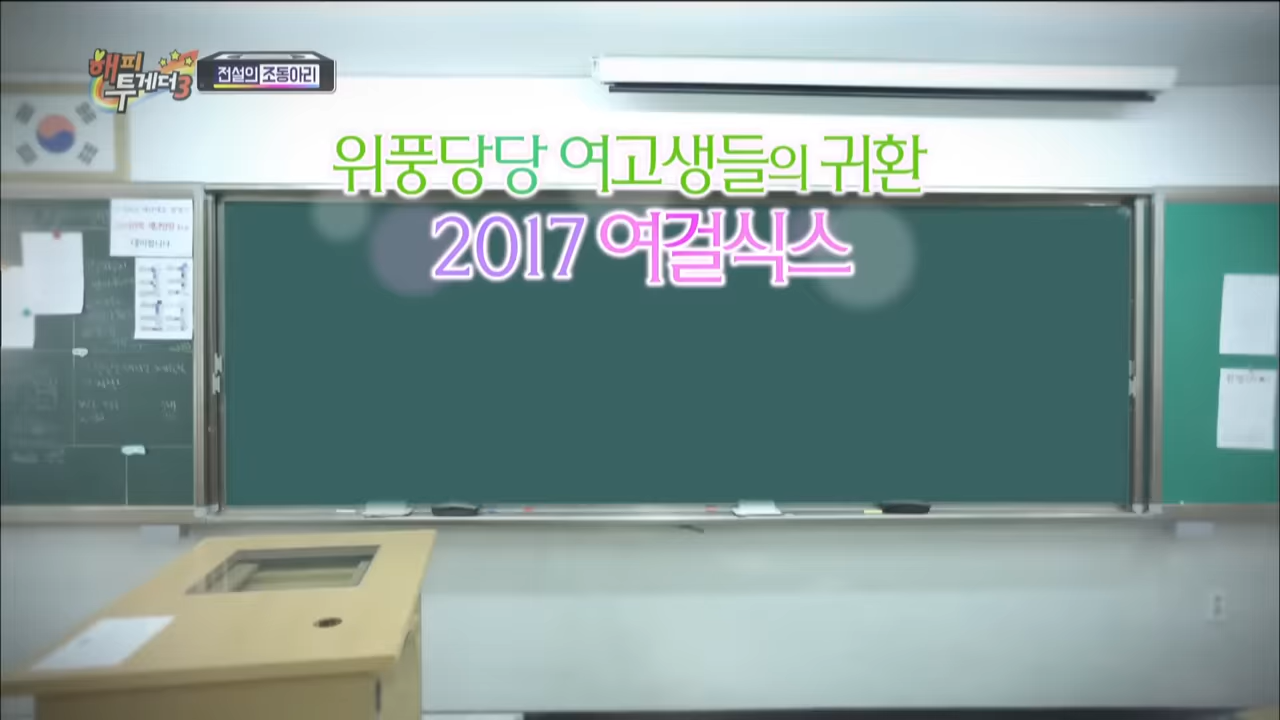 해피
투게더3
전설의 조동아리
위풍당당 여고생들의 귀환
2017 여걸식스